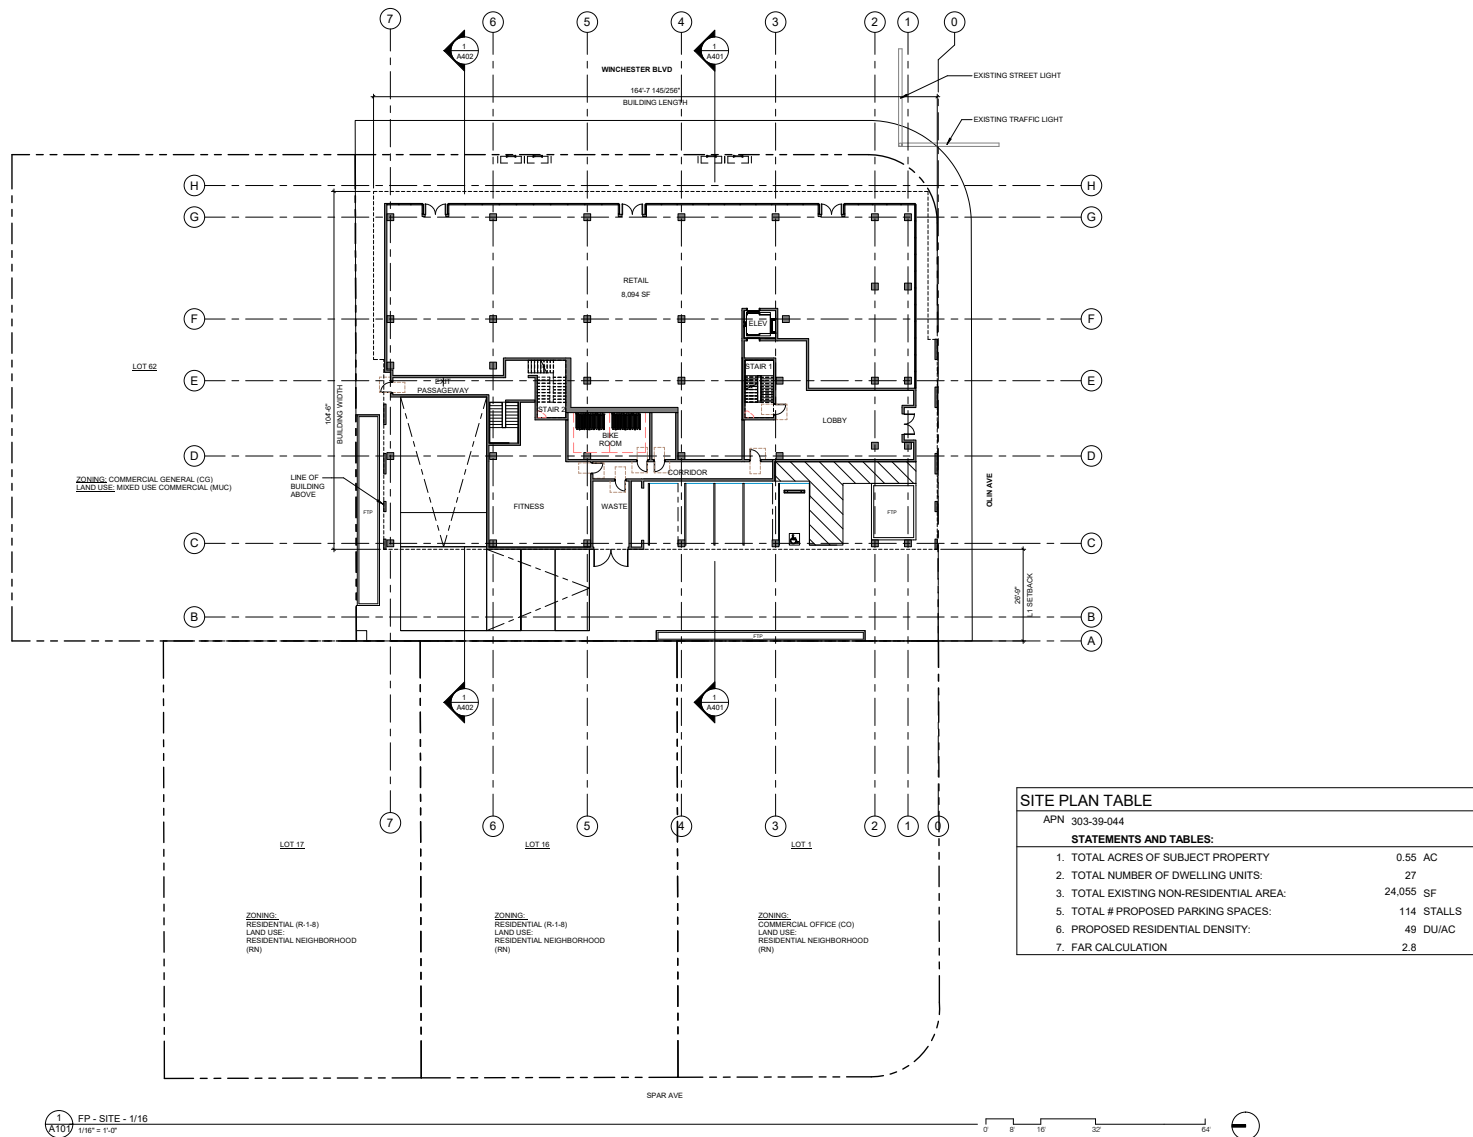 7
6
5
4
3
2
1
0
1
A402
1
A401
WINCHESTER BLVD
164'-7 145/256"
BUILDING LENGTH
EXISTING STREET LIGHT
EXISTING TRAFFIC LIGHT
H
H
G
G
RETAIL
8,094 SF
F
F
ELEV
LOT 62
STAIR 1
E
E
EXIT
PASSAGEWAY
104'-6"
BUILDING WIDTH
STAIR 2
LOBBY
BIKE
ROOM
D
D
CORRIDOR
ZONING: COMMERCIAL GENERAL (CG)
LAND USE: MIXED USE COMMERCIAL (MUC)
LINE OF
BUILDING
ABOVE
OLIN AVE
FITNESS
WASTE
FTP
FTP
C
C
26'-9"
L1 SETBACK
B
B
FTP
A
1
A402
1
A401
7
6
5
4
3
2
1
0
LOT 17
LOT 16
LOT 1
ZONING:
RESIDENTIAL (R-1-8)
LAND USE:
RESIDENTIAL NEIGHBORHOOD
(RN)
ZONING:
RESIDENTIAL (R-1-8)
LAND USE:
RESIDENTIAL NEIGHBORHOOD
(RN)
ZONING:
COMMERCIAL OFFICE (CO)
LAND USE:
RESIDENTIAL NEIGHBORHOOD
(RN)
SITE PLAN TABLE
APN 303-39-044
STATEMENTS AND TABLES:
1. TOTAL ACRES OF SUBJECT PROPERTY 0.55 AC
2. TOTAL NUMBER OF DWELLING UNITS: 27
3. TOTAL EXISTING NON-RESIDENTIAL AREA: 24,055 SF
5. TOTAL # PROPOSED PARKING SPACES: 114 STALLS
6. PROPOSED RESIDENTIAL DENSITY: 49 DU/AC
7. FAR CALCULATION 2.8
SPAR AVE
1
A101
FP - SITE - 1/16
1/16" = 1'-0"
0' 8' 16' 32' 64'